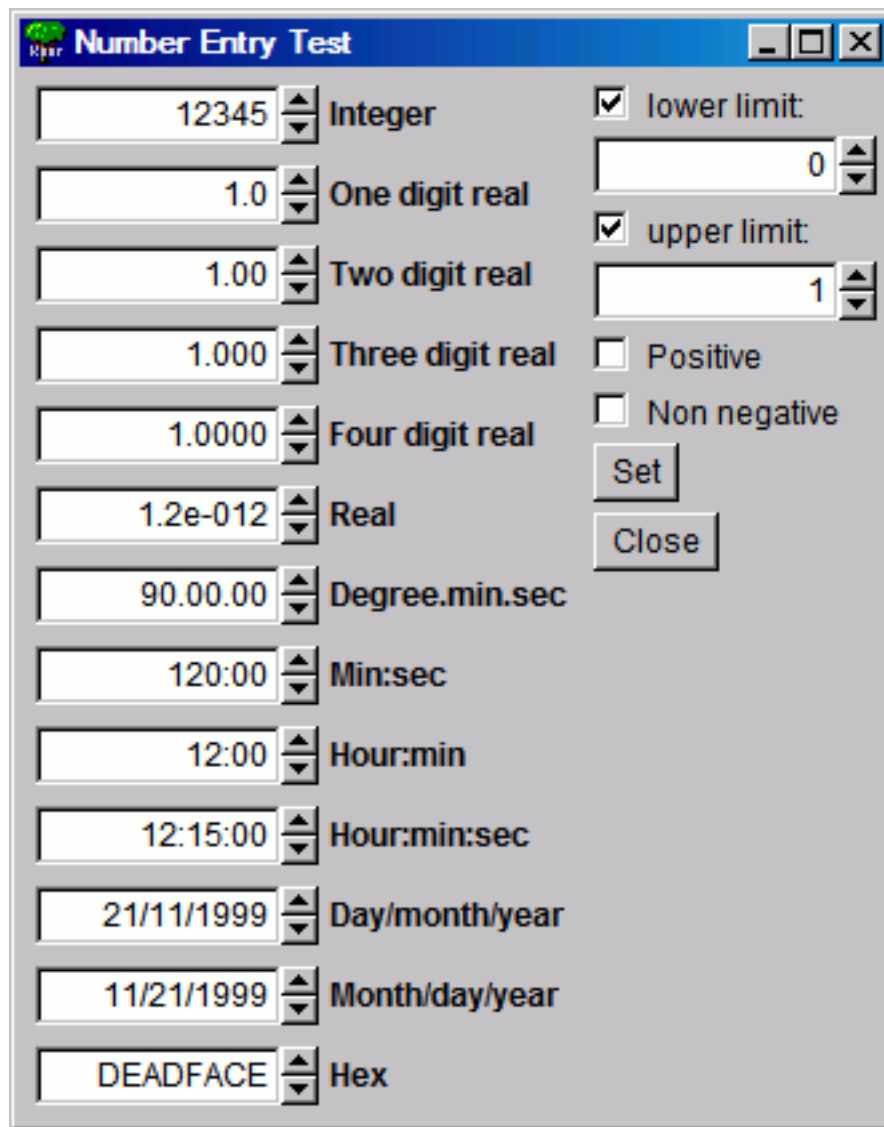 Number Entry Test
12345 Integer
1.0 One digit real
1.00 Two digit real
1.000 Three digit real
1.0000 Four digit real
1.2e-012 Real
90.00.00 Degree.min.sec
120:00 Min:sec
12:00 Hour:min
12:15:00 Hour:min:sec
21/11/1999 Day/month/year
11/21/1999 Month/day/year
DEADFACE Hex
lower limit:
0
upper limit:
1
Positive
Non negative
Set
Close